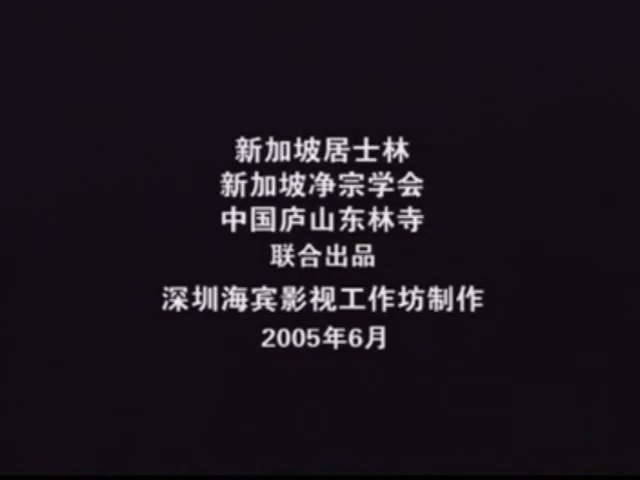 新加坡居士林
新加坡净宗学会
中国庐山东林寺
联合出品
深圳海宾影视工作坊制作
2005年6月